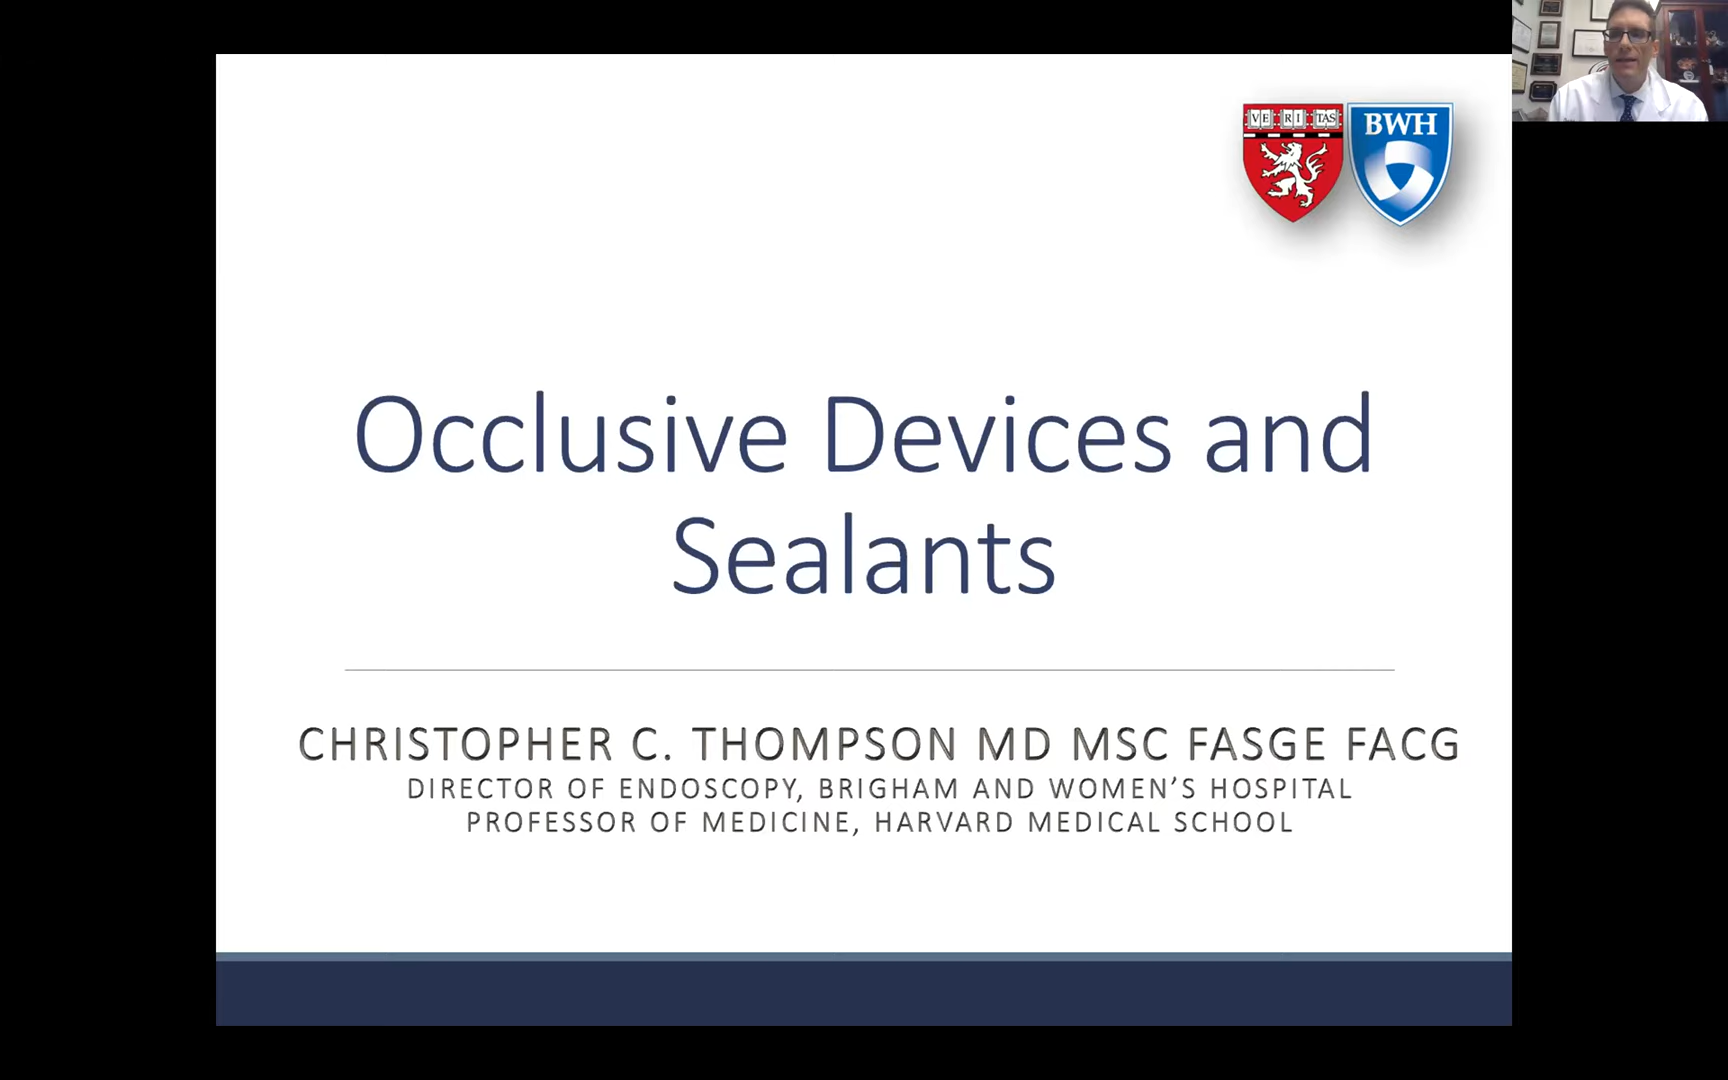 VE RI TAS
BWH
Occlusive Devices and
Sealants
CHRISTOPHER C. THOMPSON MD MSC FASGE FACG
DIRECTOR OF ENDOSCOPY, BRIGHAM AND WOMEN’S HOSPITAL
PROFESSOR OF MEDICINE, HARVARD MEDICAL SCHOOL